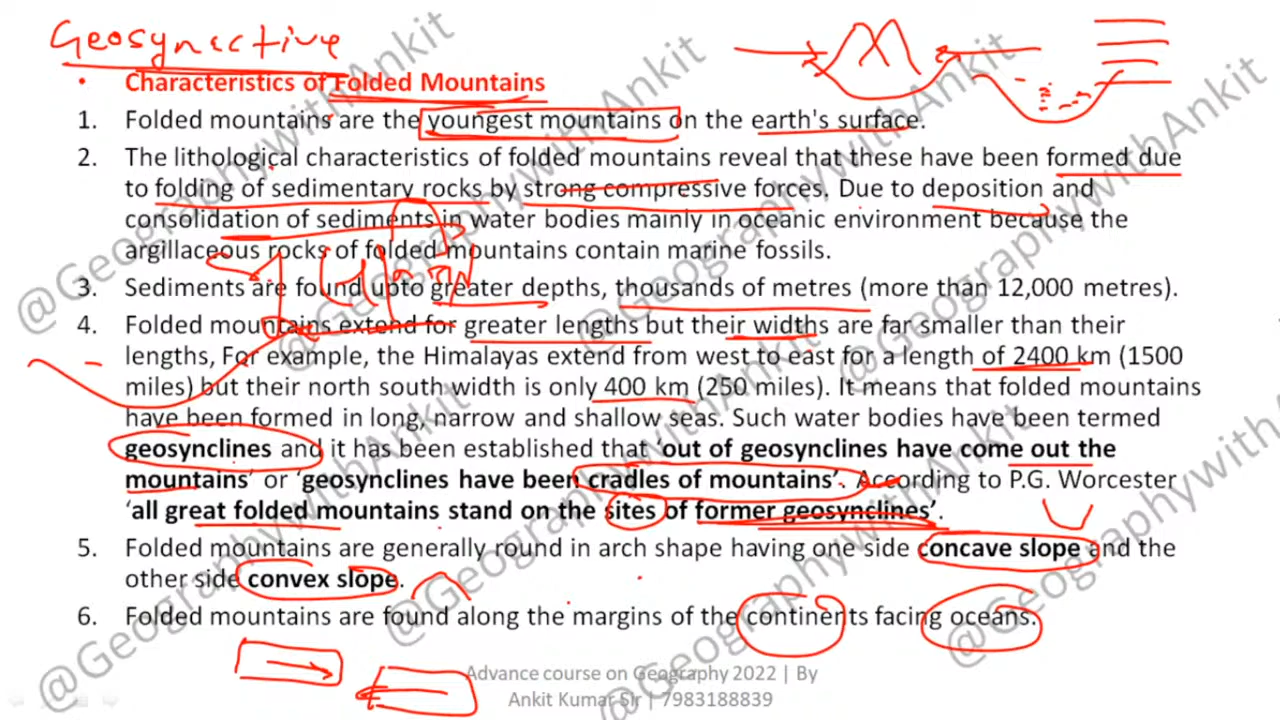 Geosynective
• Characteristics of Folded Mountains
1. Folded mountains are the youngest mountains on the earth's surface.
2. The lithological characteristics of folded mountains reveal that these have been formed due
to folding of sedimentary rocks by strong compressive forces. Due to deposition and
consolidation of sediments in water bodies mainly in oceanic environment because the
argillaceous rocks of folded mountains contain marine fossils.
3. Sediments are found upto greater depths, thousands of metres (more than 12,000 metres).
4. Folded mountains extend for greater lengths but their widths are far smaller than their
lengths, For example, the Himalayas extend from west to east for a length of 2400 km (1500
miles) but their north south width is only 400 km (250 miles). It means that folded mountains
have been formed in long, narrow and shallow seas. Such water bodies have been termed
geosynclines and it has been established that 'out of geosynclines have come out the
mountains' or 'geosynclines have been cradles of mountains'. According to P.G. Worcester
'all great folded mountains stand on the sites of former geosynclines'.
5. Folded mountains are generally round in arch shape having one side concave slope and the
other side convex slope.
6. Folded mountains are found along the margins of the continents facing oceans.
Advance course on Geography 2022 | By
Ankit Kumar Sir | 7983188839
@GeographywithAnkit
@GeographywithAnkit
@GeographywithAnkit
@GeographywithAnkit
@GeographywithAnkit
@GeographywithAnkit
@GeographywithAnkit
@GeographywithAnkit